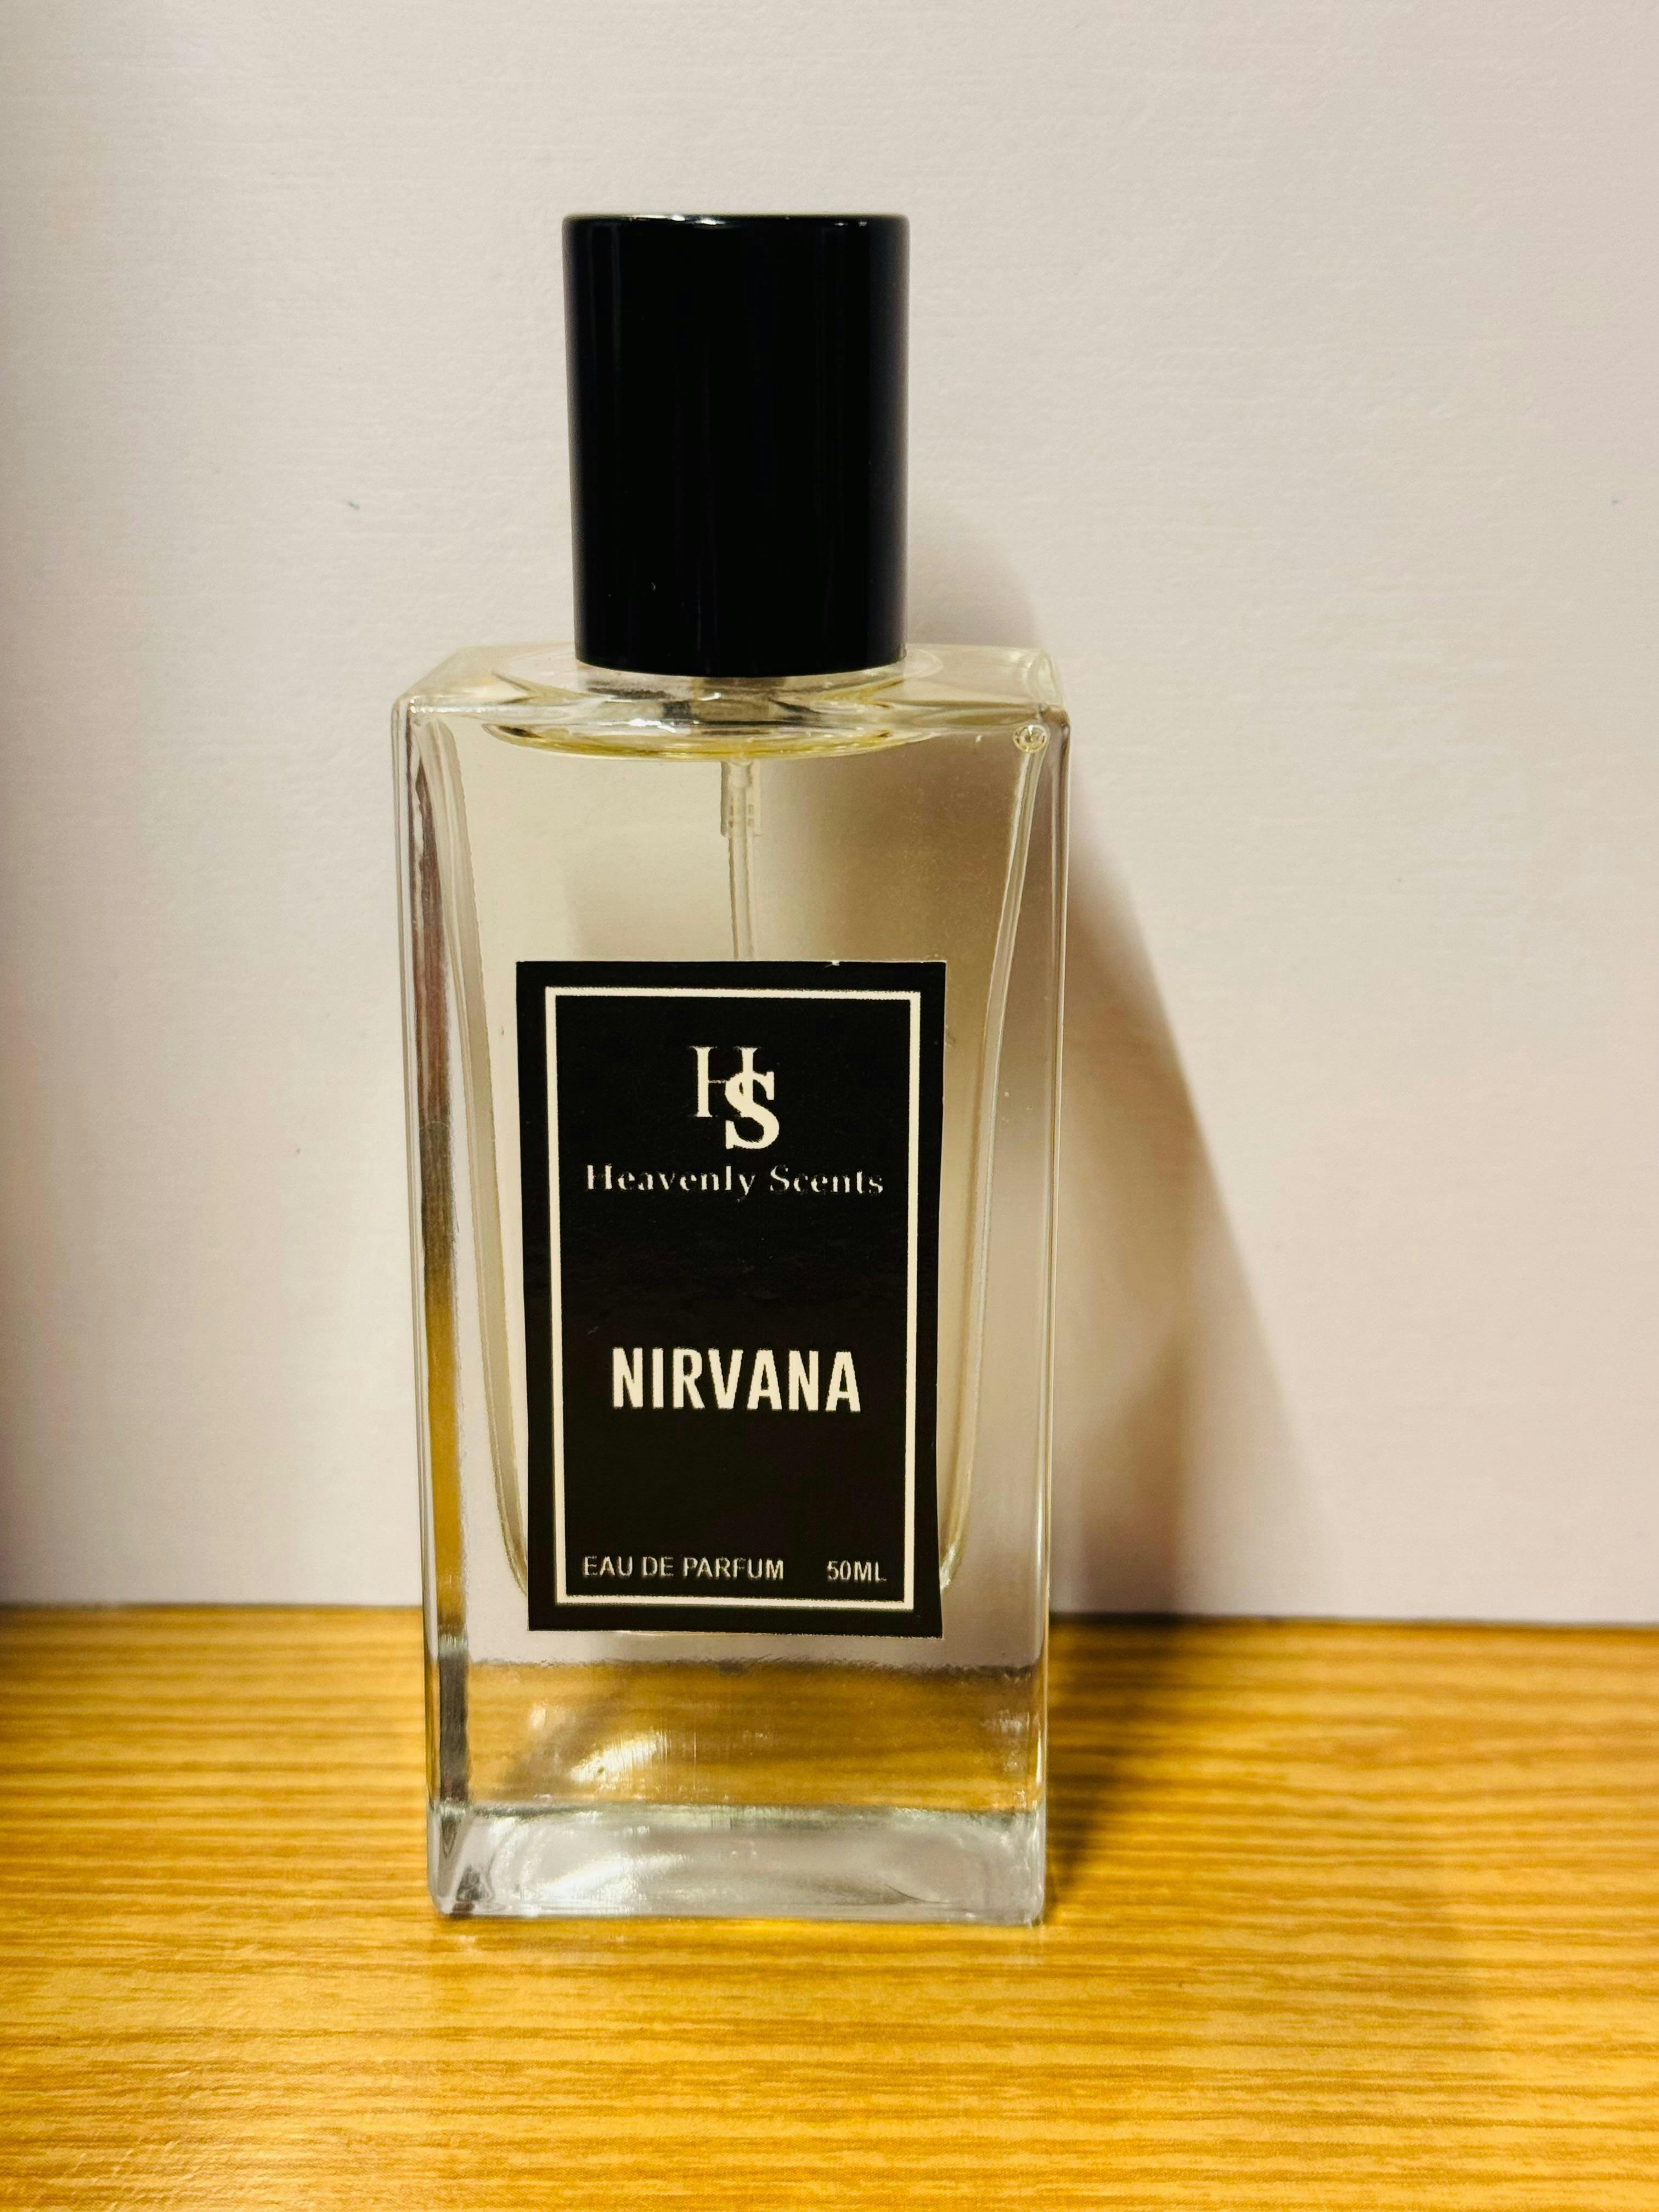 HS
Heavenly Scents
NIRVANA
EAU DE PARFUM 50ML